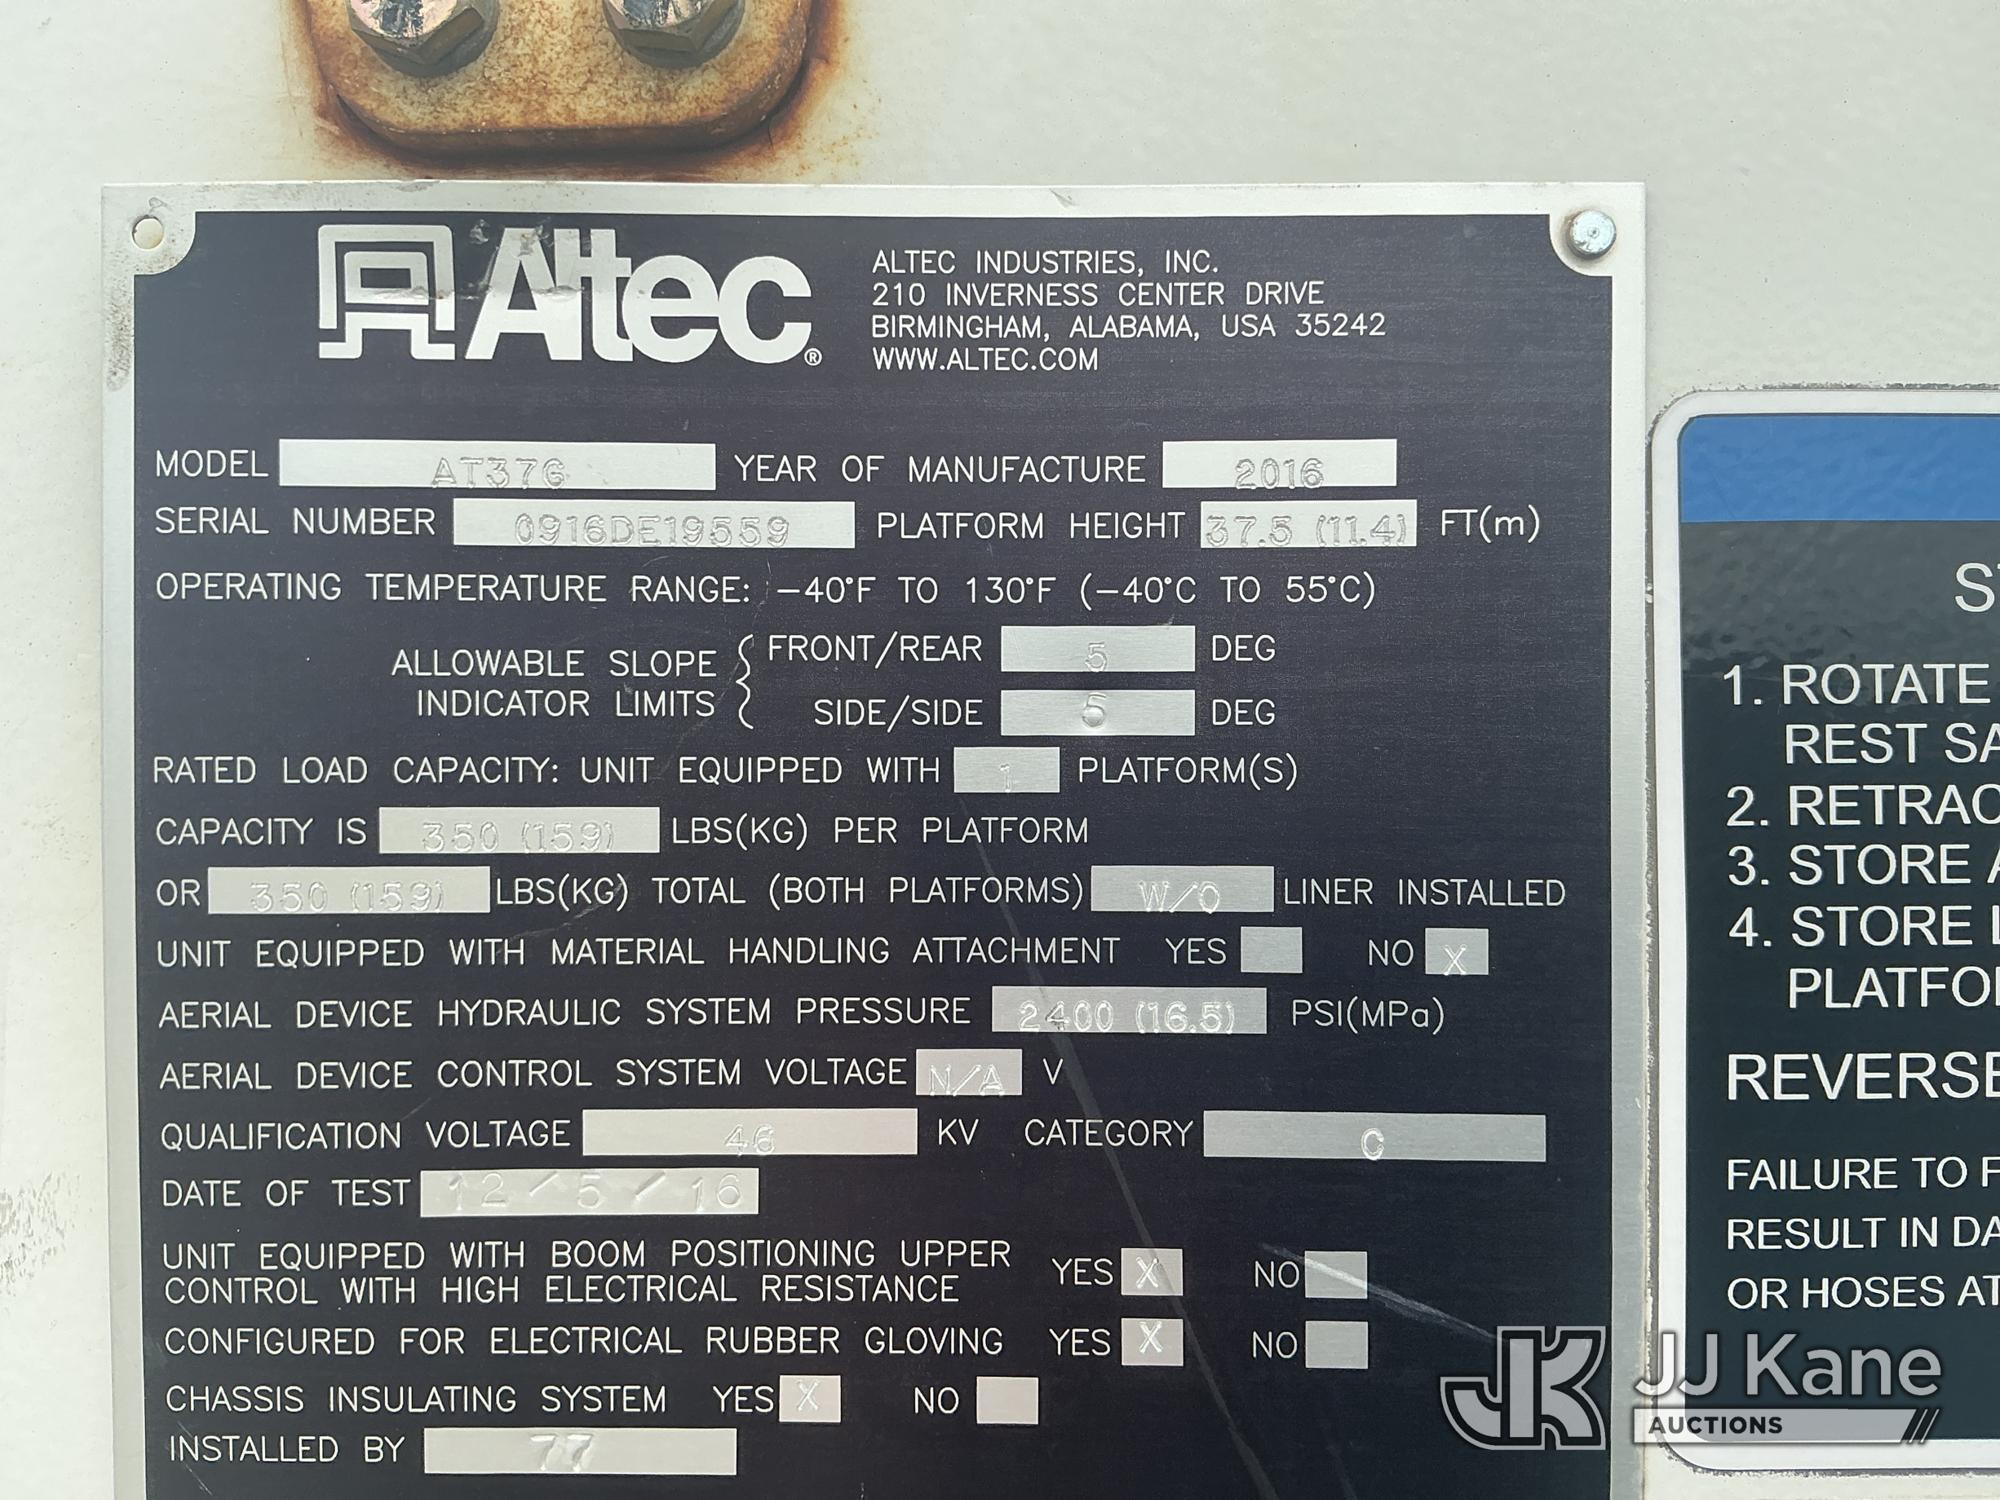 Altec®
ALTEC INDUSTRIES, INC.
210 INVERNESS CENTER DRIVE
BIRMINGHAM, ALABAMA, USA 35242
WWW.ALTEC.COM
MODEL AT37G YEAR OF MANUFACTURE 2016
SERIAL NUMBER 0916DE19559 PLATFORM HEIGHT 37.5 (11.4) FT(m)
OPERATING TEMPERATURE RANGE: -40°F TO 130°F (-40°C TO 55°C)
ALLOWABLE SLOPE INDICATOR LIMITS { FRONT/REAR 5 DEG
SIDE/SIDE 5 DEG
RATED LOAD CAPACITY: UNIT EQUIPPED WITH 1 PLATFORM(S)
CAPACITY IS 350 (159) LBS(KG) PER PLATFORM
OR 350 (159) LBS(KG) TOTAL (BOTH PLATFORMS) W/O LINER INSTALLED
UNIT EQUIPPED WITH MATERIAL HANDLING ATTACHMENT YES NO X
AERIAL DEVICE HYDRAULIC SYSTEM PRESSURE 2400 (16.5) PSI(MPa)
AERIAL DEVICE CONTROL SYSTEM VOLTAGE N/A V
QUALIFICATION VOLTAGE 46 KV CATEGORY C
DATE OF TEST 12/5/16
UNIT EQUIPPED WITH BOOM POSITIONING UPPER
CONTROL WITH HIGH ELECTRICAL RESISTANCE YES X NO
CONFIGURED FOR ELECTRICAL RUBBER GLOVING YES X NO
CHASSIS INSULATING SYSTEM YES X NO
INSTALLED BY 77
ST
1. ROTATE
REST SA
2. RETRAC
3. STORE A
4. STORE L
PLATFO
REVERSE
FAILURE TO F
RESULT IN DA
OR HOSES AT
JK JJ Kane
AUCTIONS